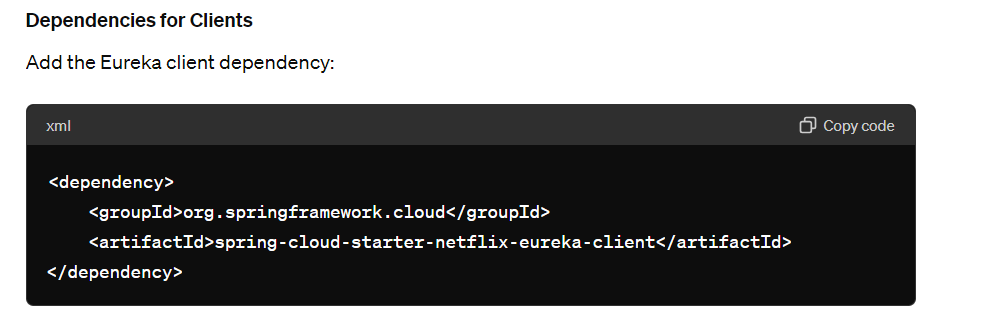 Dependencies for Clients
Add the Eureka client dependency:
xml
Copy code
<dependency>
    <groupId>org.springframework.cloud</groupId>
    <artifactId>spring-cloud-starter-netflix-eureka-client</artifactId>
</dependency>